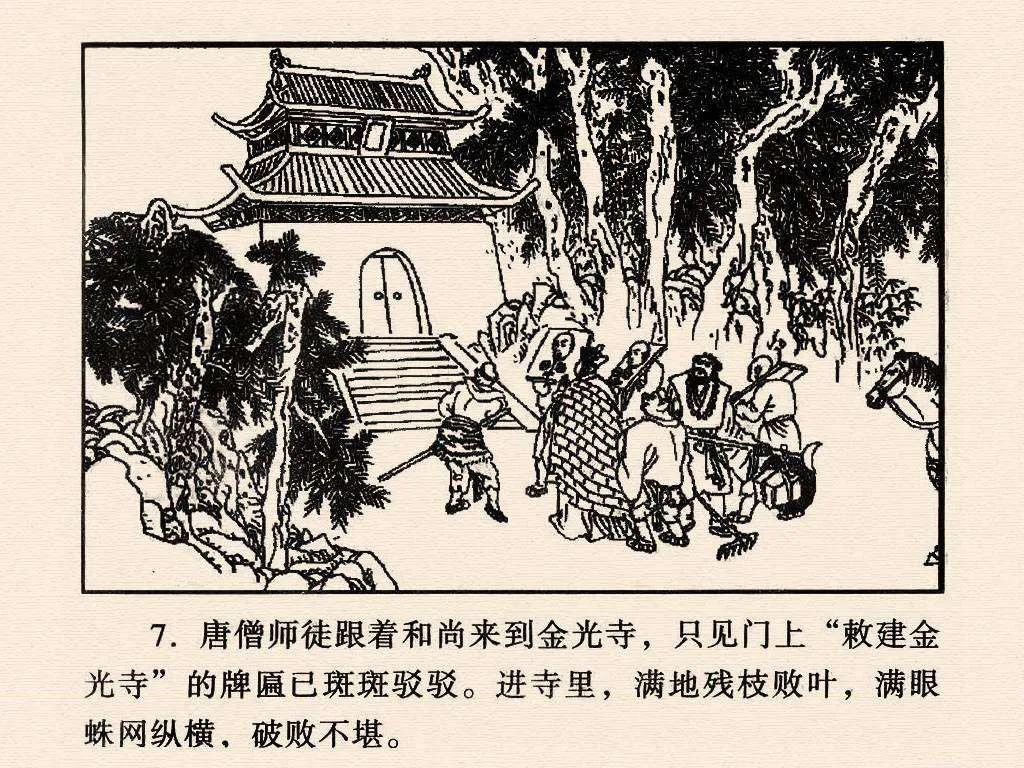 7. 唐僧师徒跟着和尚来到金光寺，只见门上“敕建金
光寺”的牌匾已斑斑驳驳。进寺里，满地残枝败叶，满眼
蛛网纵横，破败不堪。